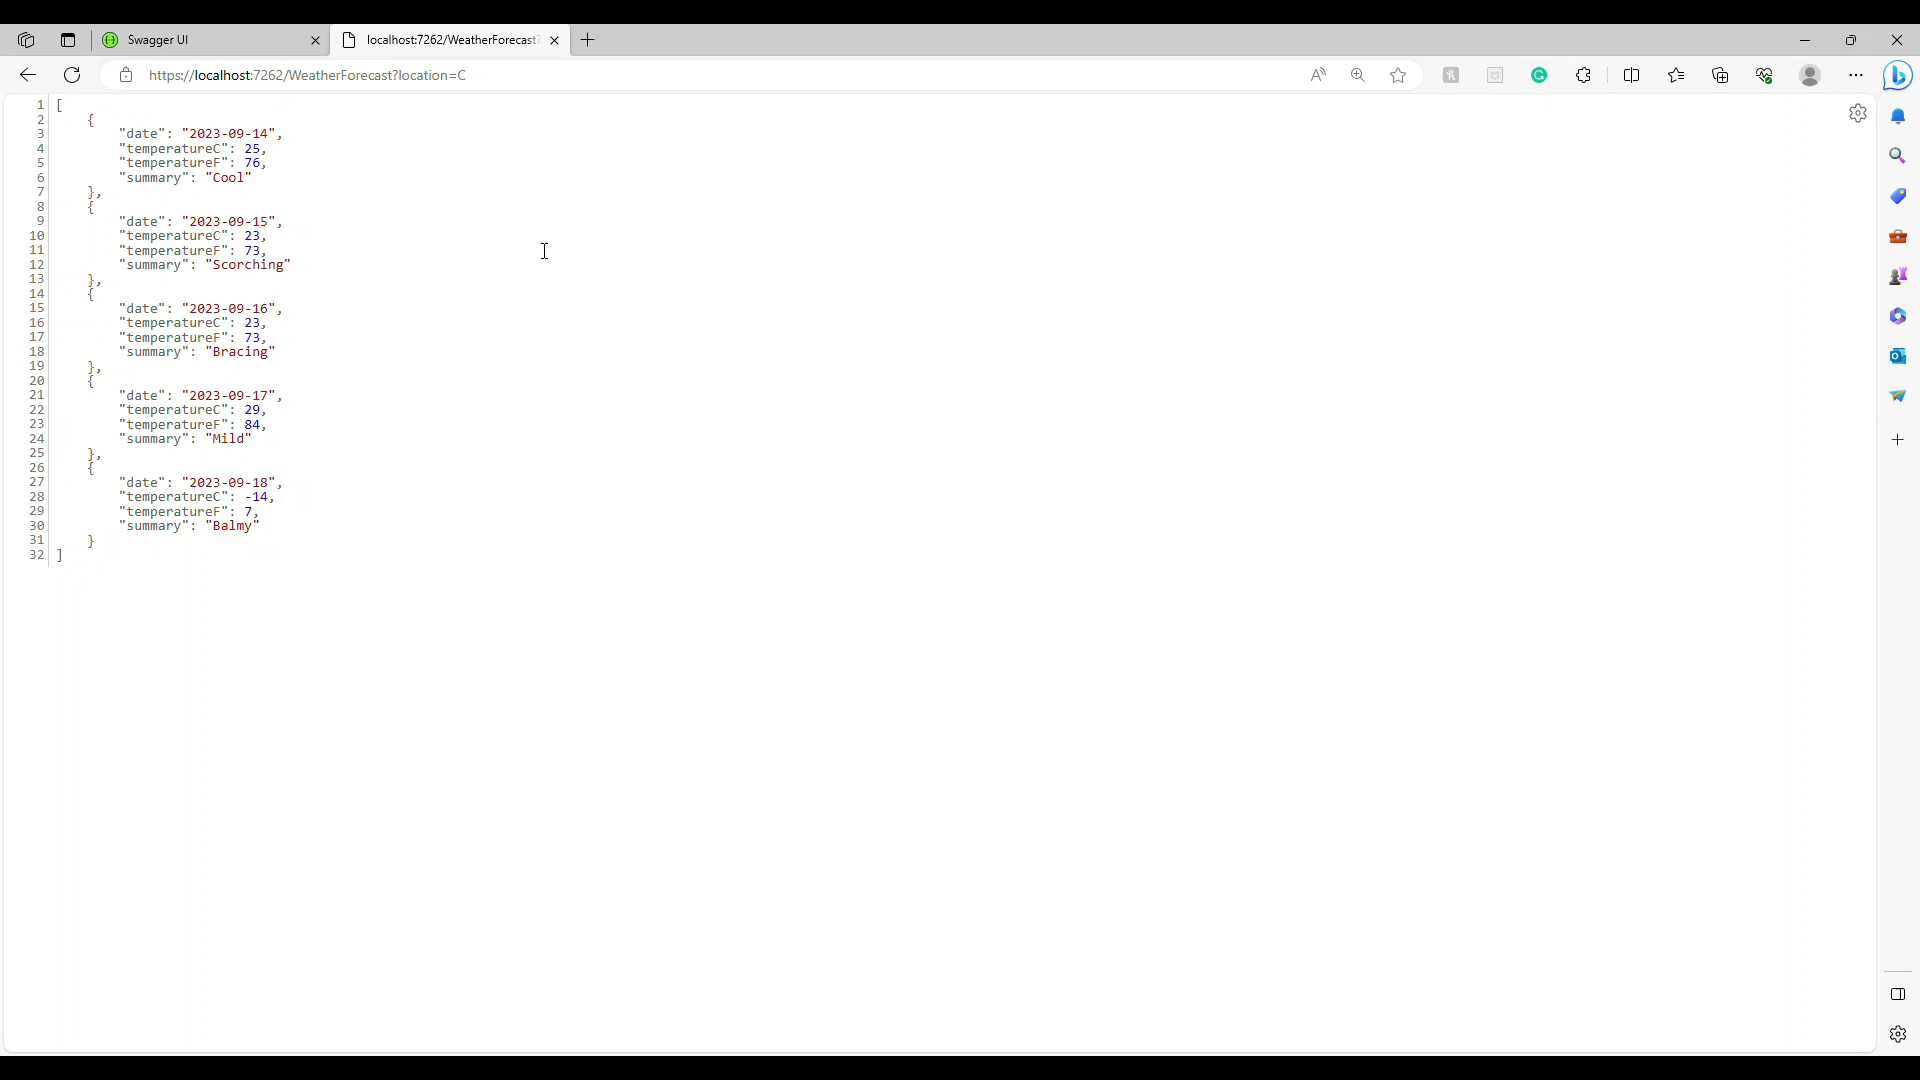 Swagger UI
localhost:7262/WeatherForecast?
https://localhost:7262/WeatherForecast?location=C
1 [
2 {
3 "date": "2023-09-14",
4 "temperatureC": 25,
5 "temperatureF": 76,
6 "summary": "Cool"
7 },
8 {
9 "date": "2023-09-15",
10 "temperatureC": 23,
11 "temperatureF": 73,
12 "summary": "Scorching"
13 },
14 {
15 "date": "2023-09-16",
16 "temperatureC": 23,
17 "temperatureF": 73,
18 "summary": "Bracing"
19 },
20 {
21 "date": "2023-09-17",
22 "temperatureC": 29,
23 "temperatureF": 84,
24 "summary": "Mild"
25 },
26 {
27 "date": "2023-09-18",
28 "temperatureC": -14,
29 "temperatureF": 7,
30 "summary": "Balmy"
31 }
32 ]